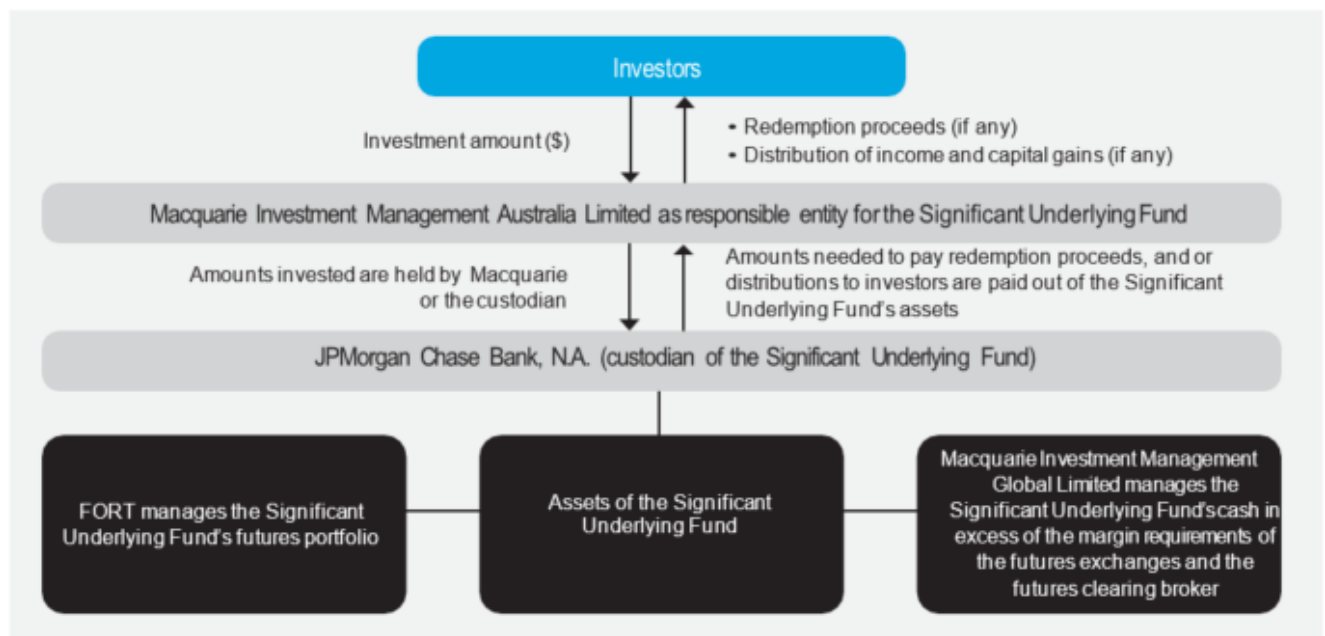 Investors
Investment amount ($)
• Redemption proceeds (if any)
• Distribution of income and capital gains (if any)
Macquarie Investment Management Australia Limited as responsible entity for the Significant Underlying Fund
Amounts invested are held by Macquarie
or the custodian
Amounts needed to pay redemption proceeds, and or
distributions to investors are paid out of the Significant
Underlying Fund's assets
JPMorgan Chase Bank, N.A. (custodian of the Significant Underlying Fund)
FORT manages the Significant
Underlying Fund's futures portfolio
Assets of the Significant
Underlying Fund
Macquarie Investment Management
Global Limited manages the
Significant Underlying Fund's cash in
excess of the margin requirements of
the futures exchanges and the
futures clearing broker